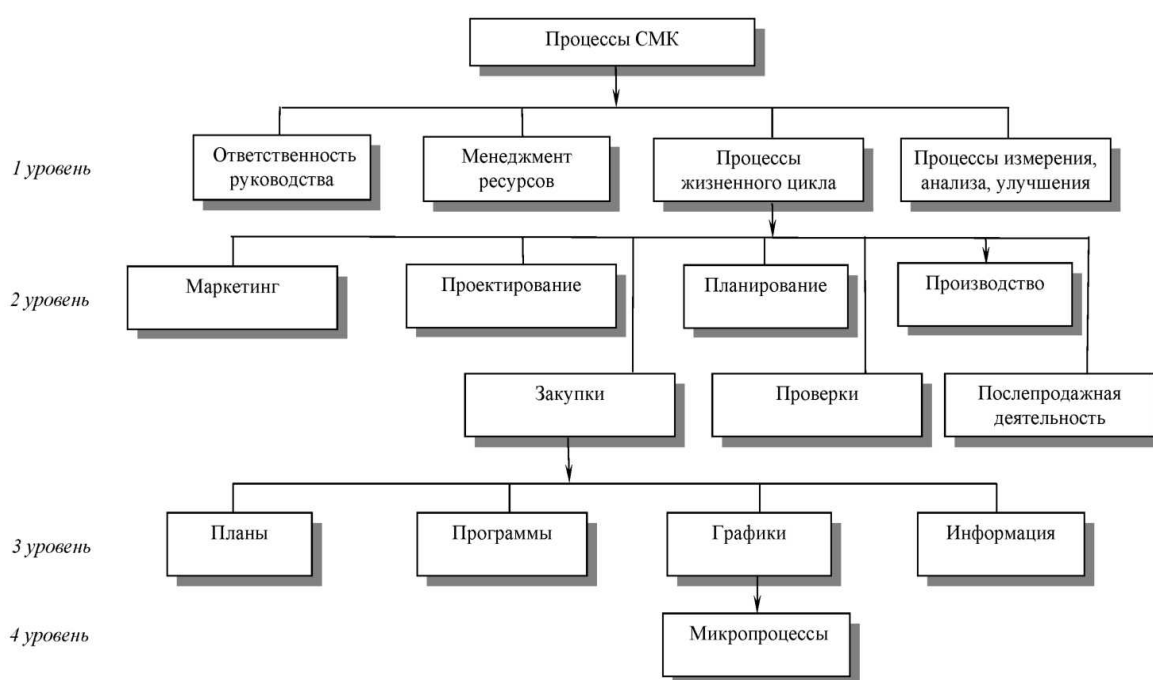 Процессы СМК
1 уровень
Ответственность
руководства
Менеджмент
ресурсов
Процессы
жизненного цикла
Процессы измерения,
анализа, улучшения
2 уровень
Маркетинг
Проектирование
Планирование
Производство
Закупки
Проверки
Послепродажная
деятельность
3 уровень
Планы
Программы
Графики
Информация
4 уровень
Микропроцессы